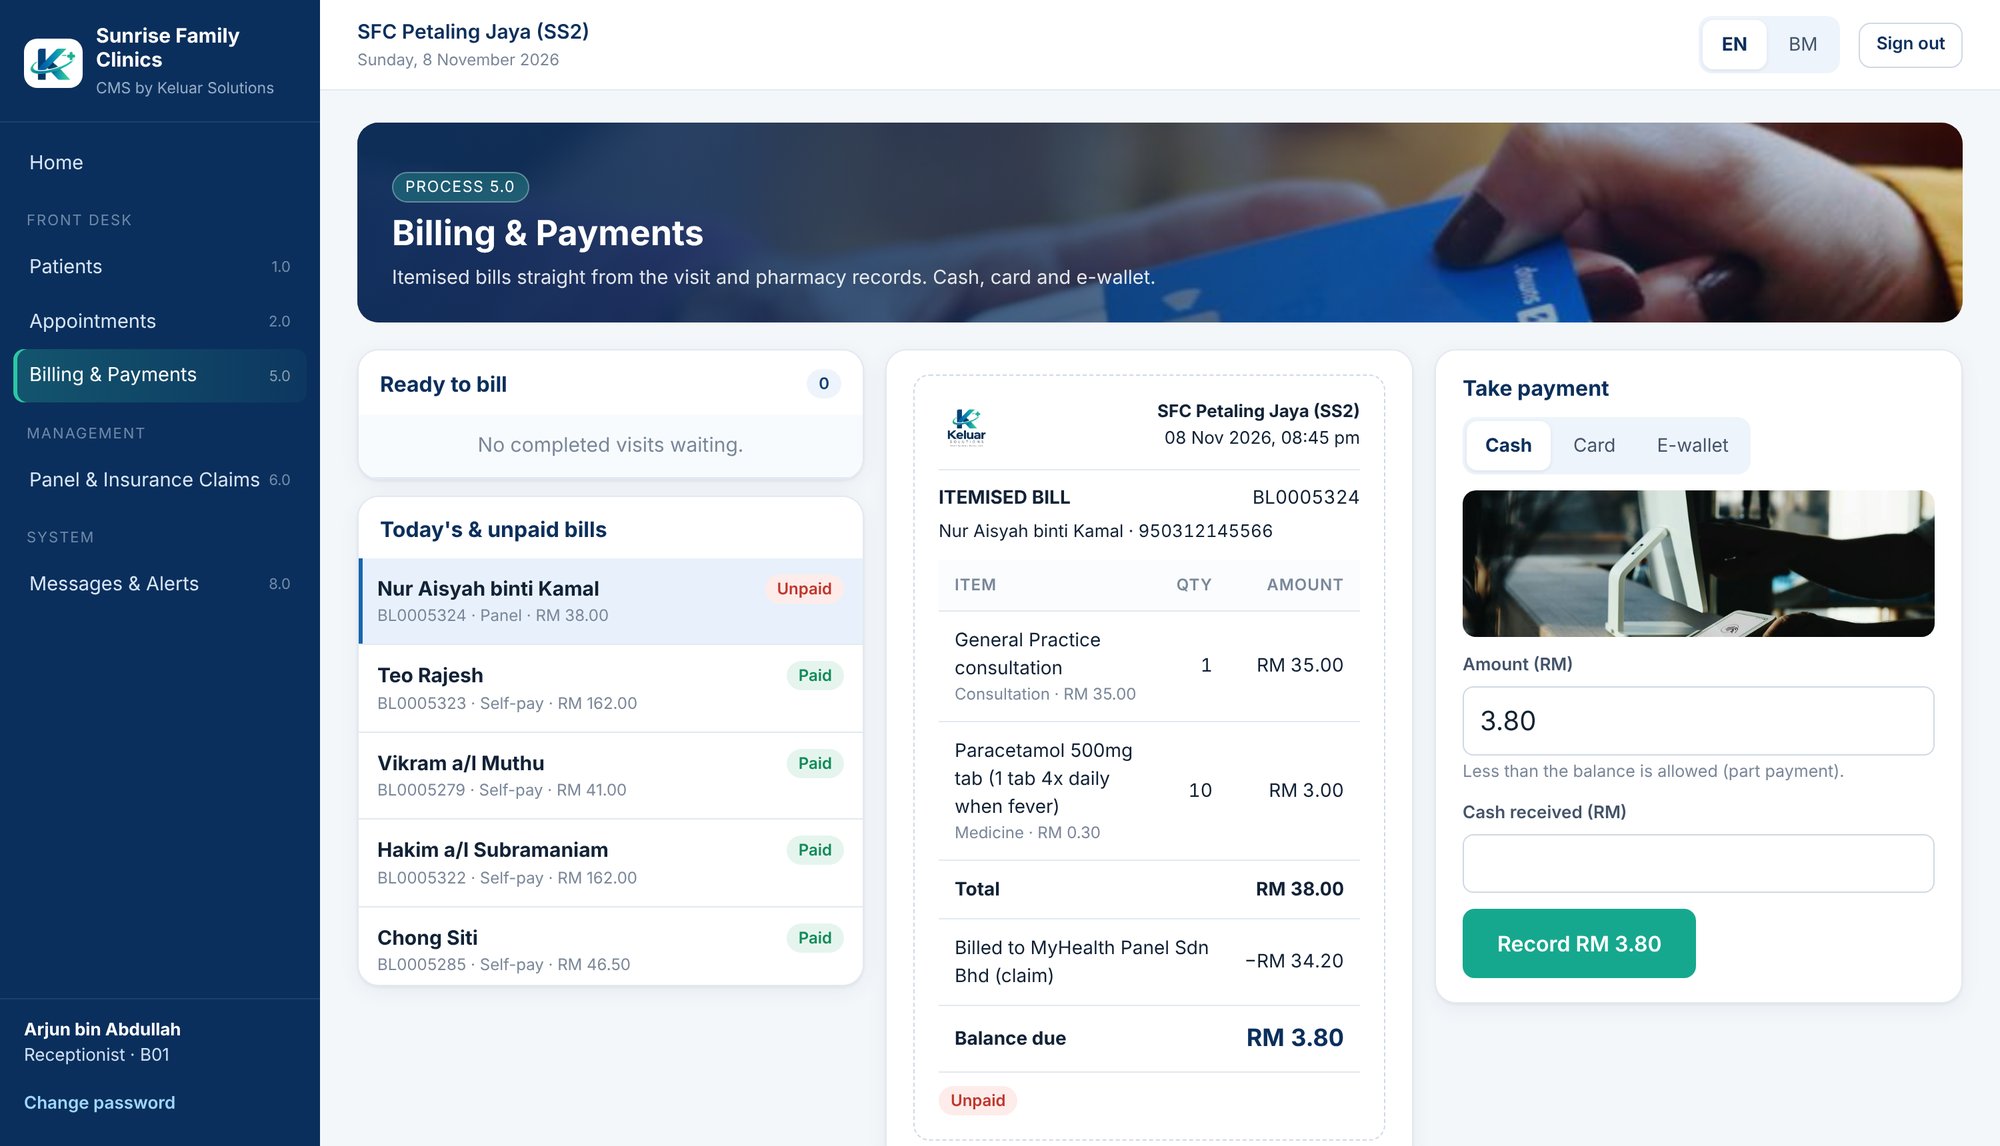 Sunrise Family
Clinics
CMS by Keluar Solutions
Home
FRONT DESK
Patients 1.0
Appointments 2.0
Billing & Payments 5.0
MANAGEMENT
Panel & Insurance Claims 6.0
SYSTEM
Messages & Alerts 8.0
Arjun bin Abdullah
Receptionist · B01
Change password
SFC Petaling Jaya (SS2)
Sunday, 8 November 2026
EN BM
Sign out
PROCESS 5.0
Billing & Payments
Itemised bills straight from the visit and pharmacy records. Cash, card and e-wallet.
Ready to bill 0
No completed visits waiting.
Today's & unpaid bills
Nur Aisyah binti Kamal Unpaid
BL0005324 · Panel · RM 38.00
Teo Rajesh Paid
BL0005323 · Self-pay · RM 162.00
Vikram a/l Muthu Paid
BL0005279 · Self-pay · RM 41.00
Hakim a/l Subramaniam Paid
BL0005322 · Self-pay · RM 162.00
Chong Siti Paid
BL0005285 · Self-pay · RM 46.50
Keluar
SFC Petaling Jaya (SS2)
08 Nov 2026, 08:45 pm
ITEMISED BILL BL0005324
Nur Aisyah binti Kamal · 950312145566
ITEM QTY AMOUNT
General Practice
consultation 1 RM 35.00
Consultation · RM 35.00
Paracetamol 500mg
tab (1 tab 4x daily
when fever) 10 RM 3.00
Medicine · RM 0.30
Total RM 38.00
Billed to MyHealth Panel Sdn
Bhd (claim) −RM 34.20
Balance due RM 3.80
Unpaid
Take payment
Cash Card E-wallet
Amount (RM)
3.80
Less than the balance is allowed (part payment).
Cash received (RM)
Record RM 3.80